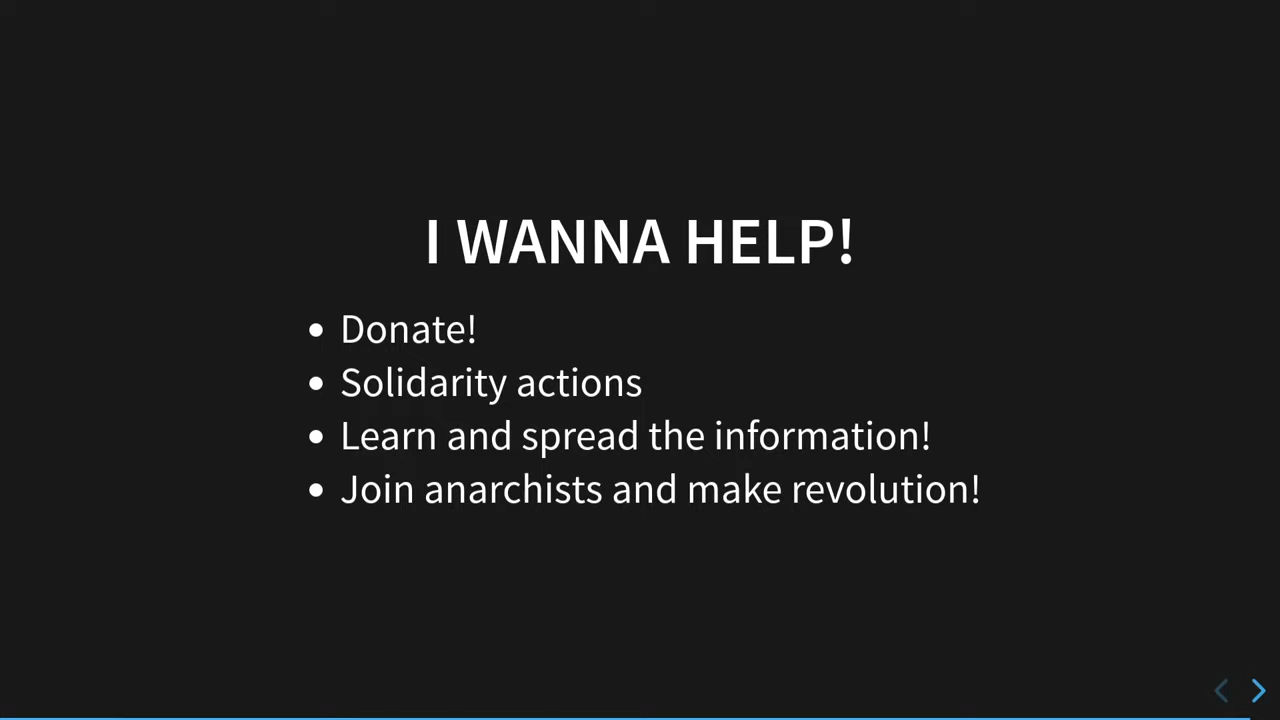 I WANNA HELP!
• Donate!
• Solidarity actions
• Learn and spread the information!
• Join anarchists and make revolution!